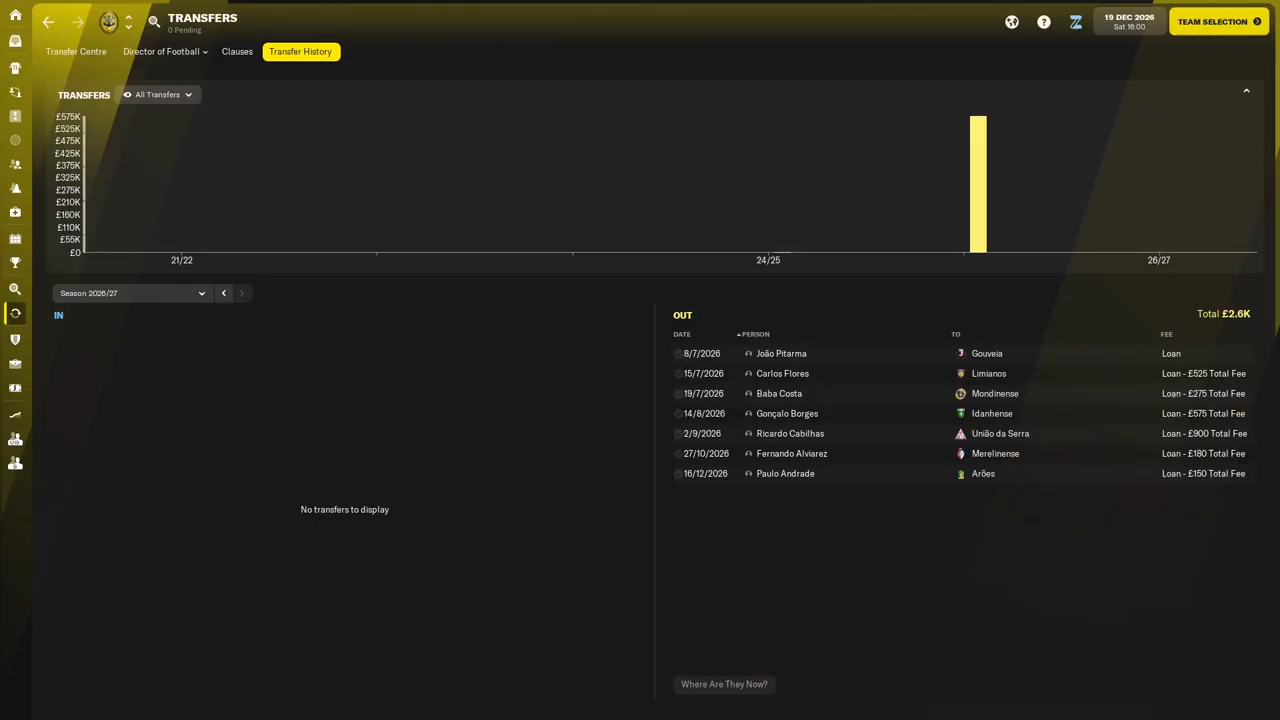 TRANSFERS
0 Pending
19 DEC 2026
Sat 16:00
TEAM SELECTION
Transfer Centre
Director of Football
Clauses
Transfer History
TRANSFERS
All Transfers
£575K
£525K
£475K
£425K
£375K
£325K
£275K
£210K
£160K
£110K
£55K
£0
21/22
24/25
26/27
Season 2026/27
IN
No transfers to display
OUT
Total £2.6K
DATE PERSON TO FEE
8/7/2026 João Pitarma Gouveia Loan
15/7/2026 Carlos Flores Limianos Loan - £525 Total Fee
19/7/2026 Baba Costa Mondinense Loan - £275 Total Fee
14/8/2026 Gonçalo Borges Idanhense Loan - £575 Total Fee
2/9/2026 Ricardo Cabilhas União da Serra Loan - £900 Total Fee
27/10/2026 Fernando Alviarez Merelinense Loan - £180 Total Fee
16/12/2026 Paulo Andrade Arões Loan - £150 Total Fee
Where Are They Now?